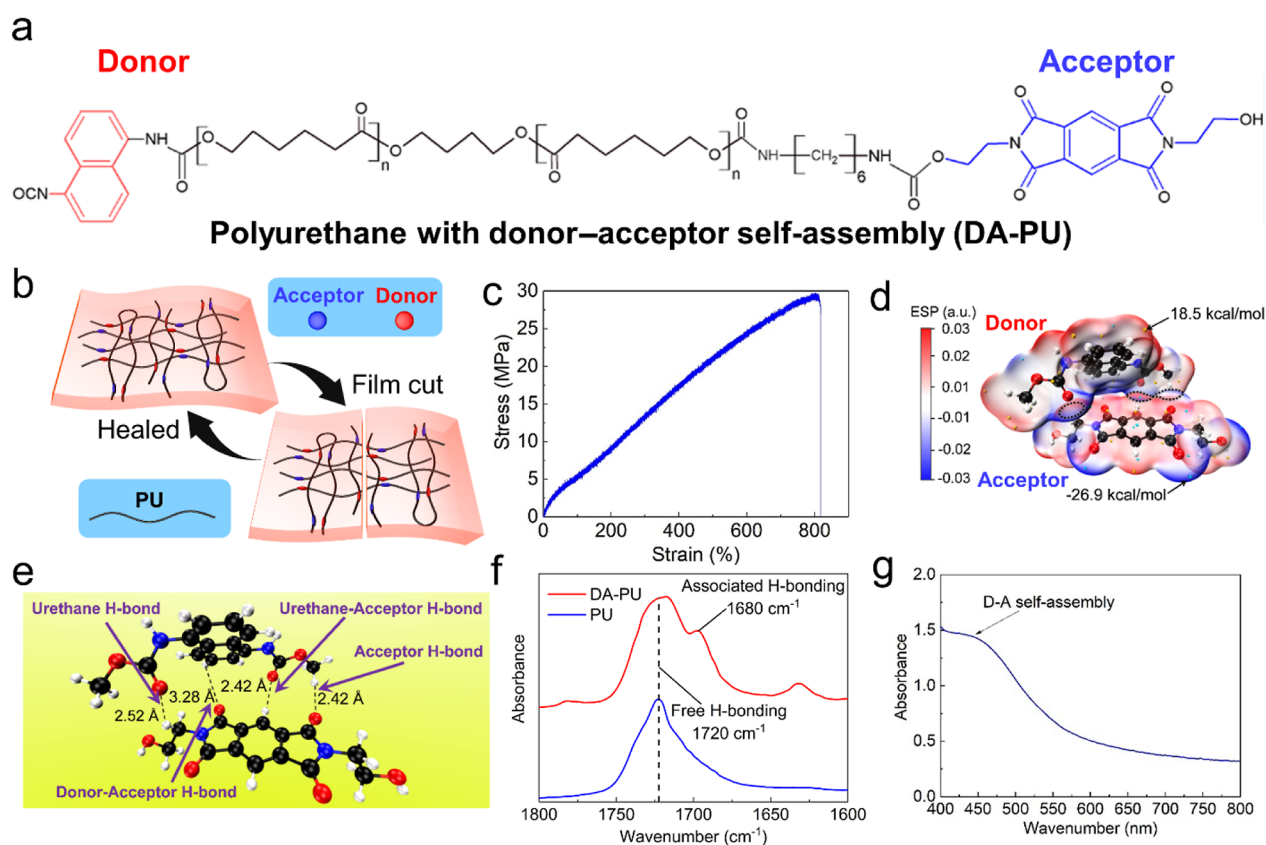 a
Donor
Acceptor
OCN
NH
O
O
O
n
O
O
O
O
n
O
NH
CH2
6
NH
O
O
N
O
O
O
O
N
OH
Polyurethane with donor–acceptor self-assembly (DA-PU)
b
Acceptor Donor
Film cut
Healed
PU
c
Stress (MPa)
30
25
20
15
10
5
0
0 200 400 600 800
Strain (%)
d
ESP (a.u.)
0.03
0.02
0.01
-0.01
-0.02
-0.03
Donor
18.5 kcal/mol
Acceptor
-26.9 kcal/mol
e
Urethane H-bond
Urethane-Acceptor H-bond
Acceptor H-bond
2.52 Å
3.28 Å
2.42 Å
2.42 Å
Donor-Acceptor H-bond
f
Absorbance
DA-PU
PU
Associated H-bonding
1680 cm-1
Free H-bonding
1720 cm-1
1800 1750 1700 1650 1600
Wavenumber (cm-1)
g
Absorbance
2.0
1.5
1.0
0.5
0.0
D-A self-assembly
400 450 500 550 600 650 700 750 800
Wavenumber (nm)